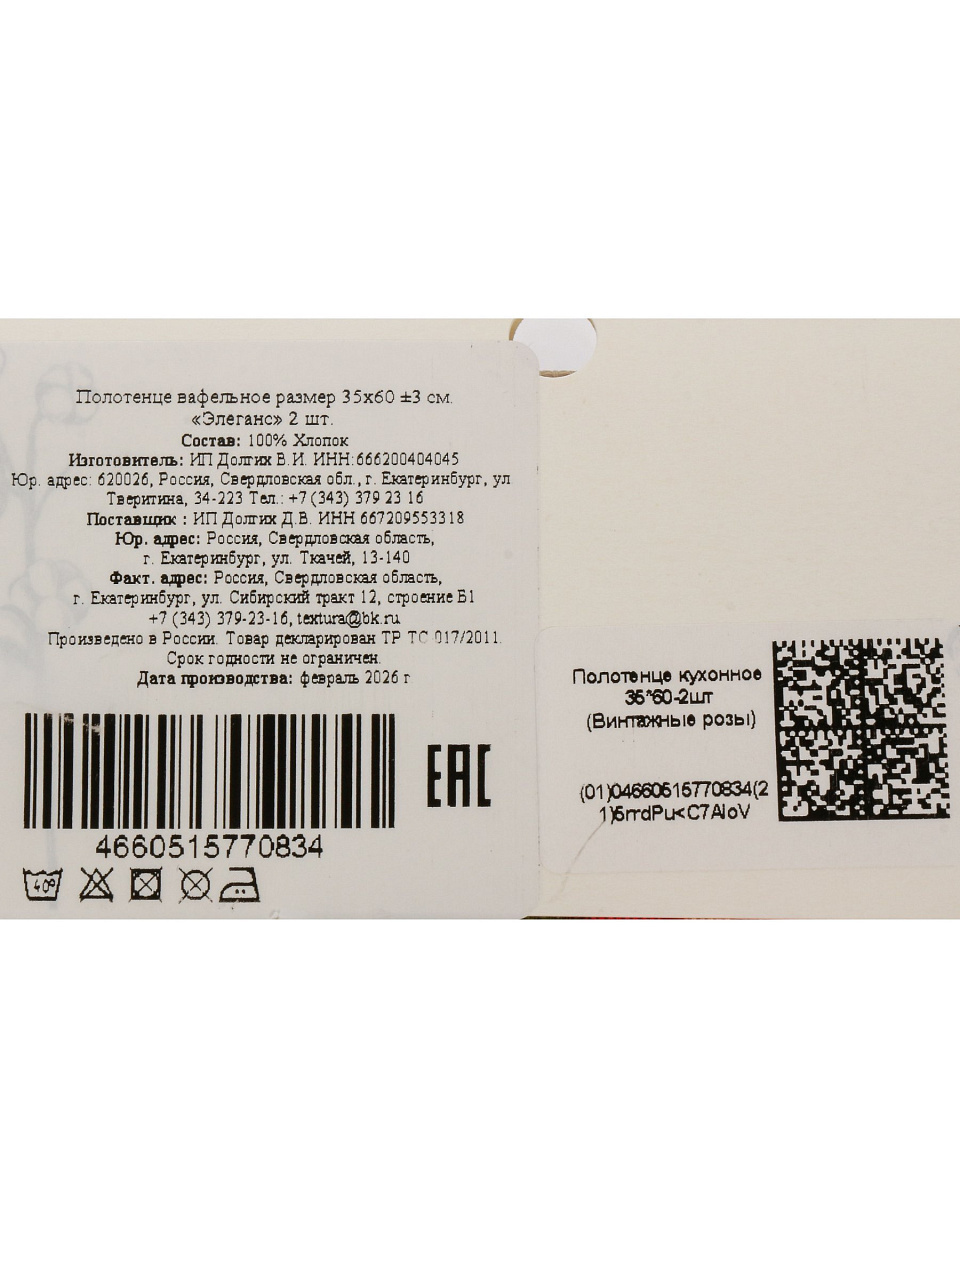 Полотенце вафельное размер 35х60 ±3 см.
«Элеганс» 2 шт.
Состав: 100% Хлопок
Изготовитель: ИП Долгих В.И. ИНН:666200404045
Юр. адрес: 620026, Россия, Свердловская обл., г. Екатеринбург, ул
Тверитина, 34-223 Тел.: +7 (343) 379 23 16
Поставщик : ИП Долгих Д.В. ИНН 667209553318
Юр. адрес: Россия, Свердловская область,
г. Екатеринбург, ул. Ткачей, 13-140
Факт. адрес: Россия, Свердловская область,
г. Екатеринбург, ул. Сибирский тракт 12, строение Б1
+7 (343) 379-23-16, textura@bk.ru
Произведено в России. Товар декларирован ТР ТС 017/2011.
Срок годности не ограничен.
Дата производства: февраль 2026 г
EAC
4660515770834
40°
Полотенце кухонное
35*60-2шт
(Винтажные розы)
(01)04660515770834(2